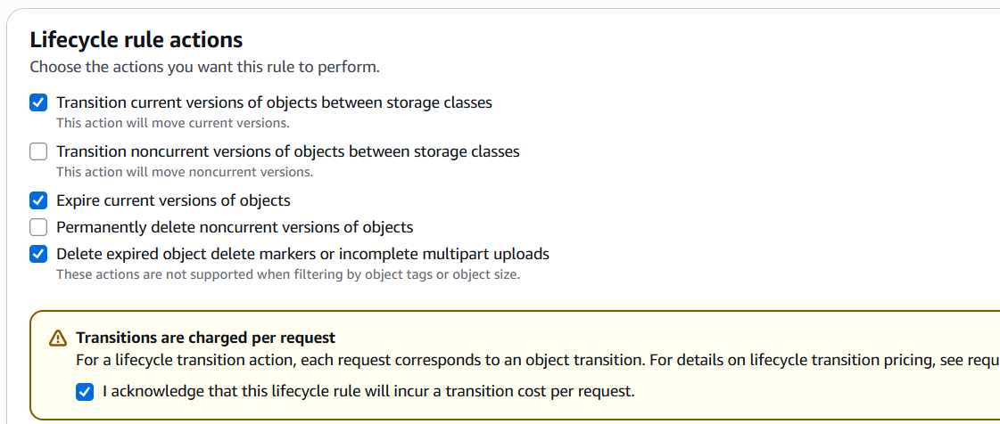 Lifecycle rule actions
Choose the actions you want this rule to perform.
Transition current versions of objects between storage classes
This action will move current versions.
Transition noncurrent versions of objects between storage classes
This action will move noncurrent versions.
Expire current versions of objects
Permanently delete noncurrent versions of objects
Delete expired object delete markers or incomplete multipart uploads
These actions are not supported when filtering by object tags or object size.
Transitions are charged per request
For a lifecycle transition action, each request corresponds to an object transition. For details on lifecycle transition pricing, see requ
I acknowledge that this lifecycle rule will incur a transition cost per request.